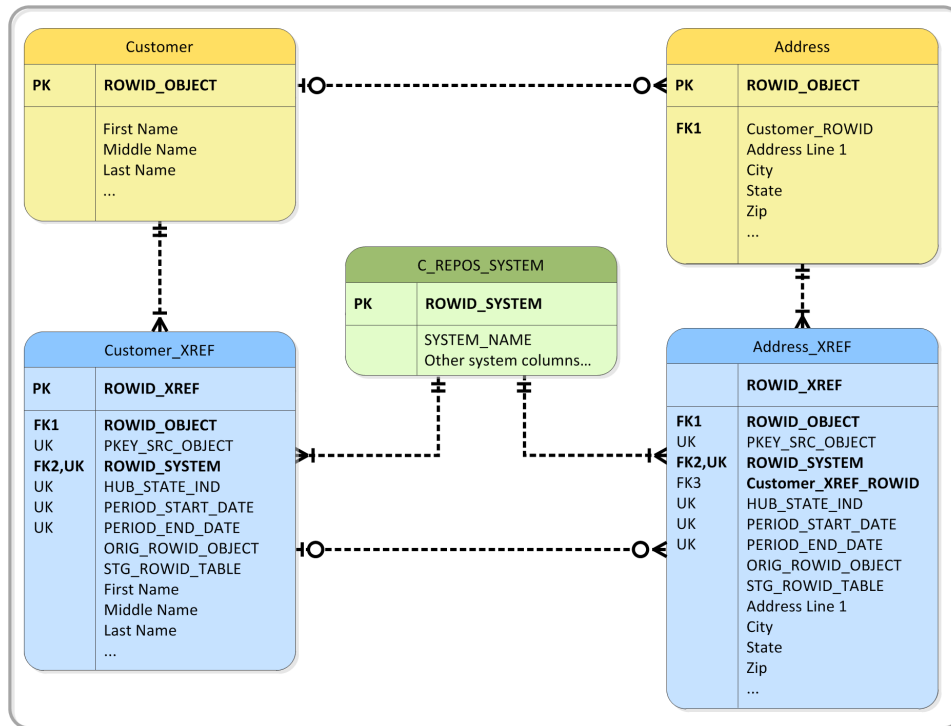 Customer
PK ROWID_OBJECT
First Name
Middle Name
Last Name
...
Address
PK ROWID_OBJECT
FK1 Customer_ROWID
Address Line 1
City
State
Zip
...
C_REPOS_SYSTEM
PK ROWID_SYSTEM
SYSTEM_NAME
Other system columns...
Customer_XREF
PK ROWID_XREF
FK1 ROWID_OBJECT
UK PKEY_SRC_OBJECT
FK2,UK ROWID_SYSTEM
UK HUB_STATE_IND
UK PERIOD_START_DATE
UK PERIOD_END_DATE
ORIG_ROWID_OBJECT
STG_ROWID_TABLE
First Name
Middle Name
Last Name
...
Address_XREF
ROWID_XREF
FK1 ROWID_OBJECT
UK PKEY_SRC_OBJECT
FK2,UK ROWID_SYSTEM
FK3 Customer_XREF_ROWID
UK HUB_STATE_IND
UK PERIOD_START_DATE
UK PERIOD_END_DATE
ORIG_ROWID_OBJECT
STG_ROWID_TABLE
Address Line 1
City
State
Zip
...